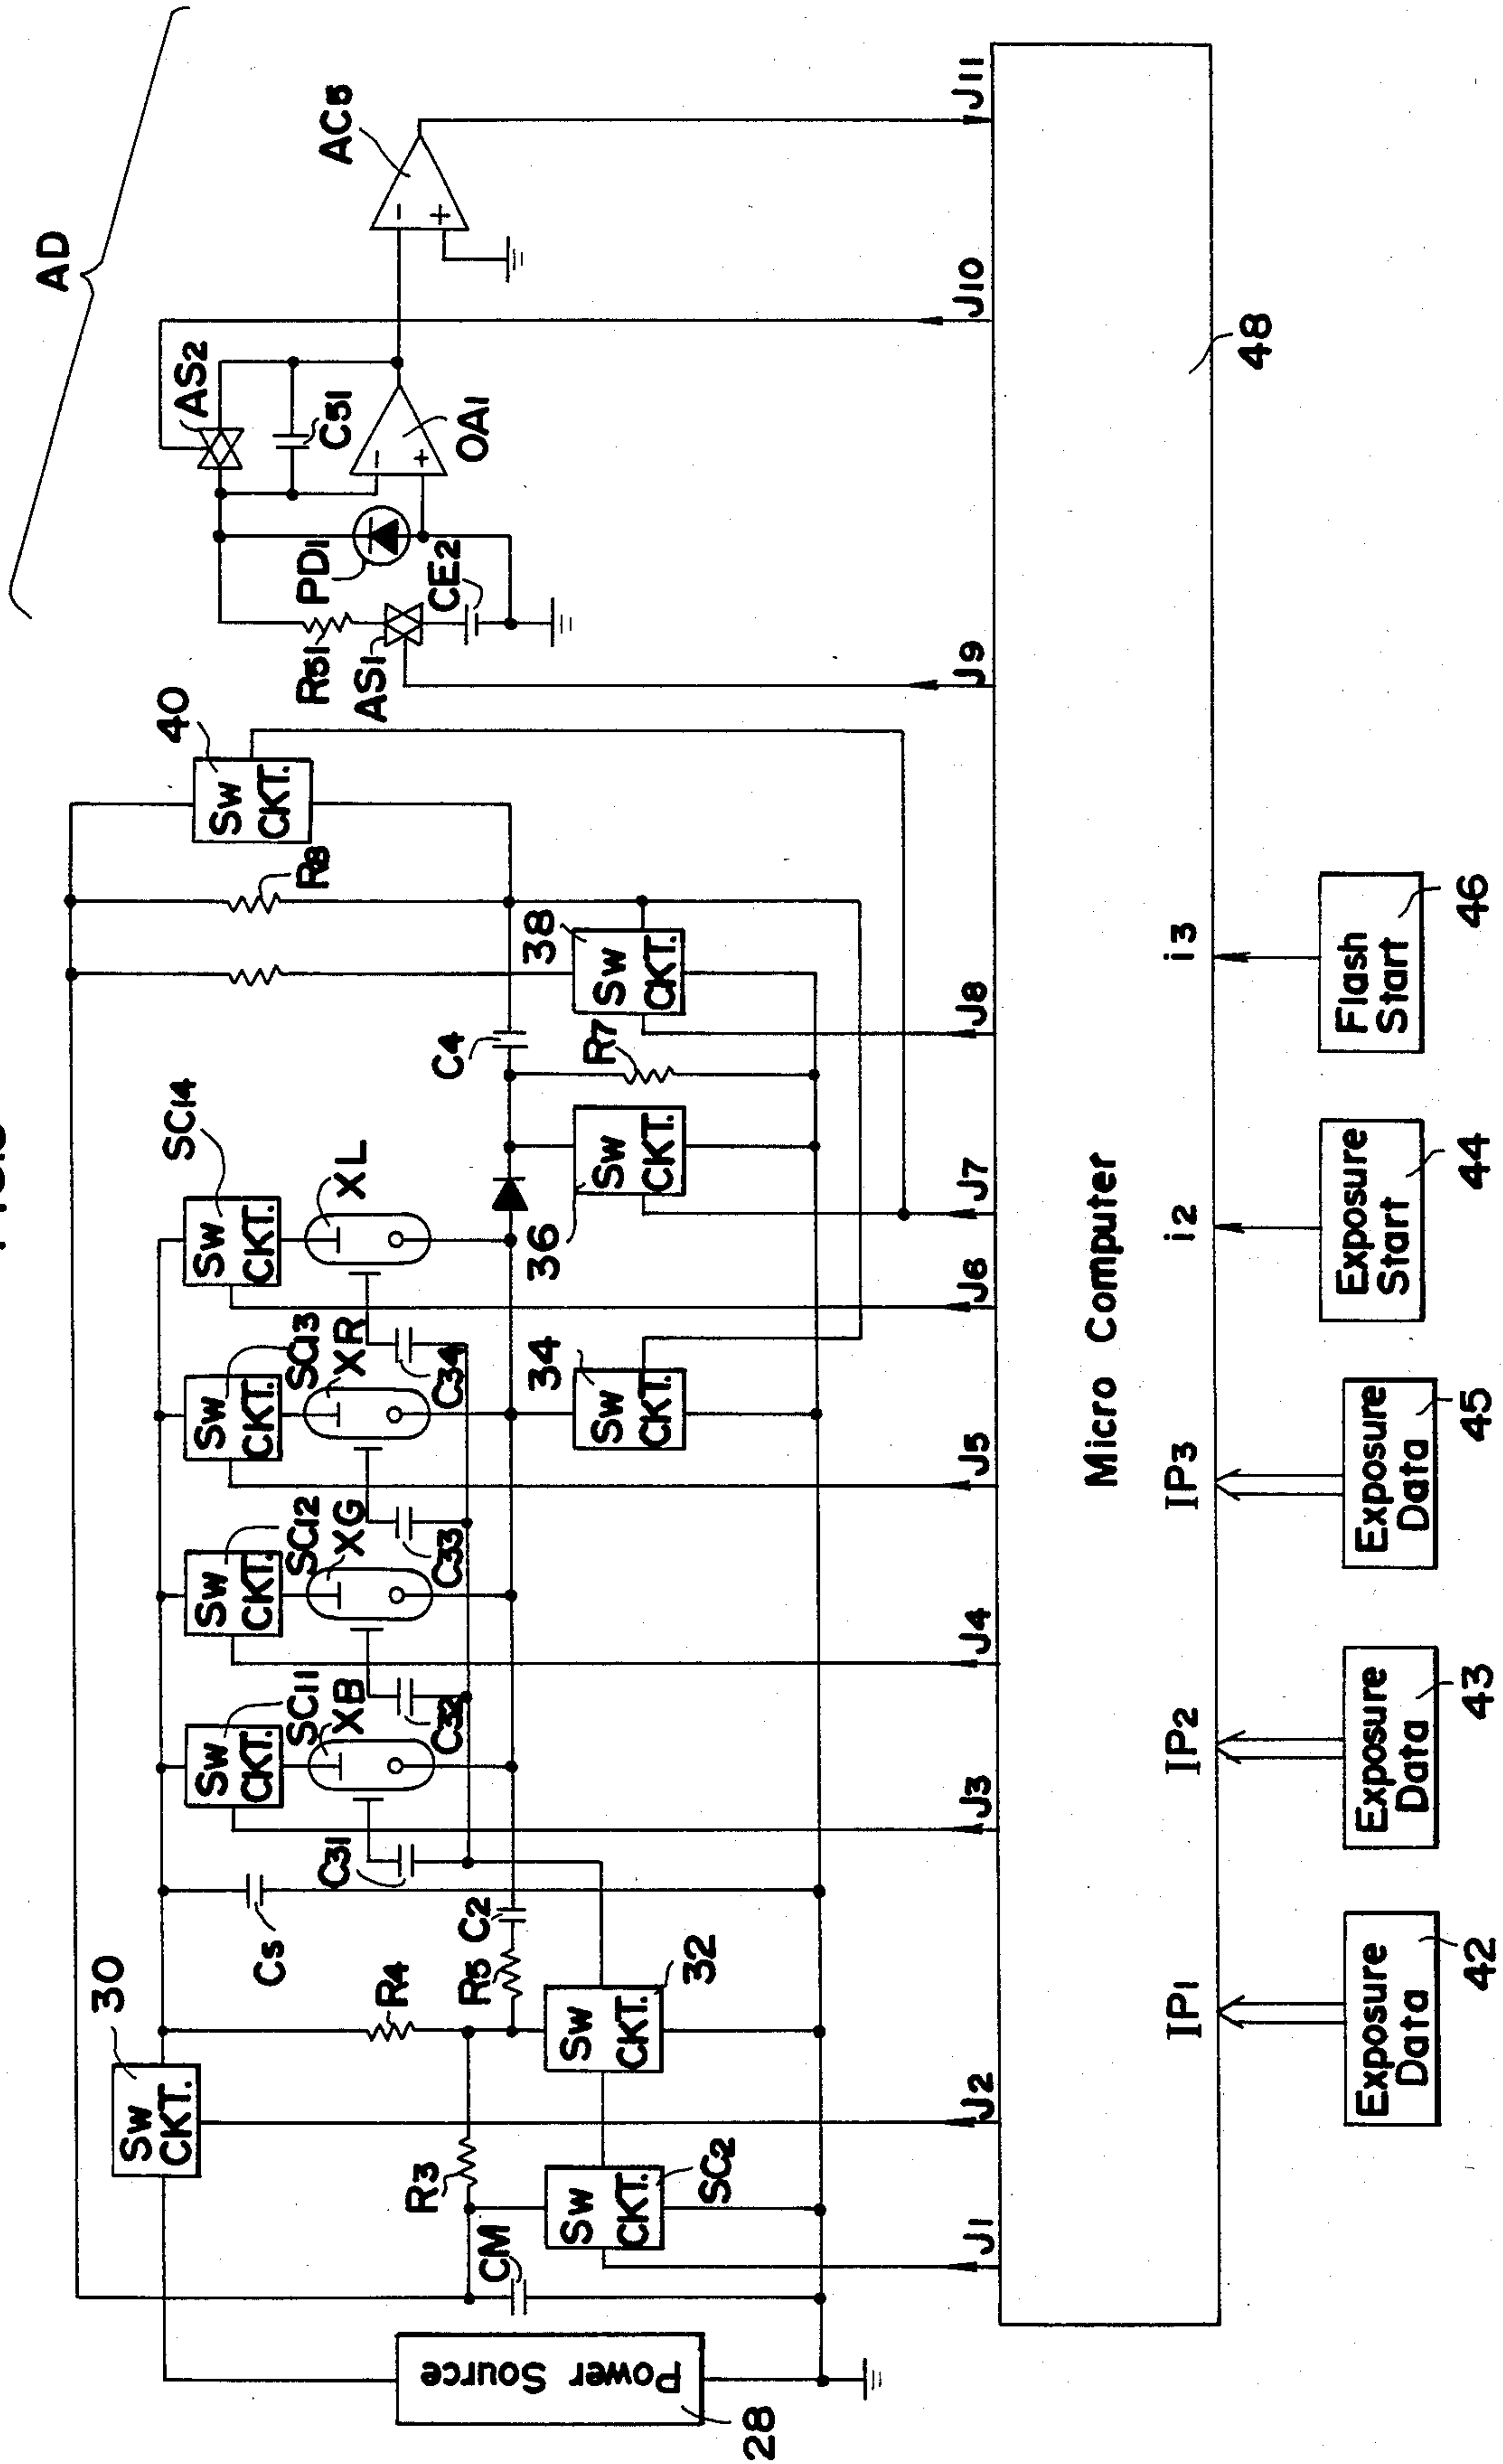 AD
28
Power Source
CM
R3
Sw
CKT.
SC2
J1
30
Sw
CKT.
J2
R4
R5
Sw
CKT.
32
Cs
C2
C31
Sw
CKT.
SC11
XB
J3
C32
Sw
CKT.
SC12
XG
J4
C33
Sw
CKT.
SC13
XR
J5
C34
Sw
CKT.
SC14
XL
J6
34
Sw
CKT.
36
Sw
CKT.
J7
C4
R7
38
Sw
CKT.
J8
R8
40
Sw
CKT.
J9
R51
AS1
PD1
CE2
AS2
C51
-
+
OA1
J10
AC5
-
+
J11
Micro Computer
48
IP1
Exposure
Data
42
IP2
Exposure
Data
43
IP3
Exposure
Data
45
i2
Exposure
Start
44
i3
Flash
Start
46